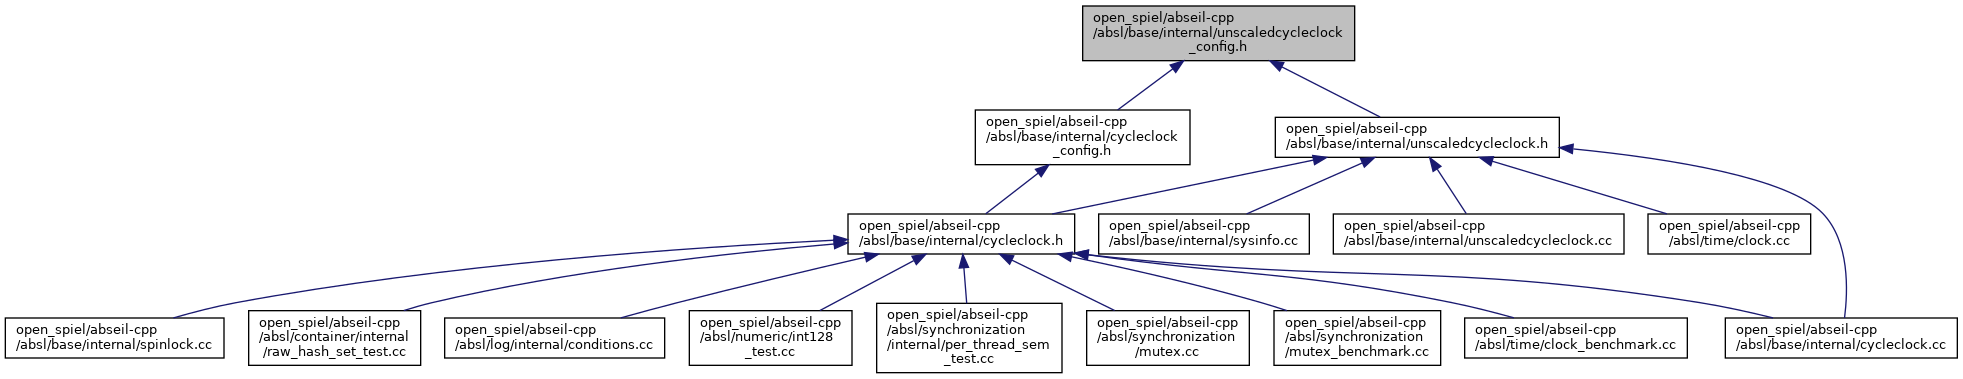 open_spiel/abseil-cpp
/absl/base/internal/unscaledcycleclock
_config.h
open_spiel/abseil-cpp
/absl/base/internal/cycleclock
_config.h
open_spiel/abseil-cpp
/absl/base/internal/unscaledcycleclock.h
open_spiel/abseil-cpp
/absl/base/internal/cycleclock.h
open_spiel/abseil-cpp
/absl/base/internal/sysinfo.cc
open_spiel/abseil-cpp
/absl/base/internal/unscaledcycleclock.cc
open_spiel/abseil-cpp
/absl/time/clock.cc
open_spiel/abseil-cpp
/absl/base/internal/spinlock.cc
open_spiel/abseil-cpp
/absl/container/internal
/raw_hash_set_test.cc
open_spiel/abseil-cpp
/absl/log/internal/conditions.cc
open_spiel/abseil-cpp
/absl/numeric/int128
_test.cc
open_spiel/abseil-cpp
/absl/synchronization
/internal/per_thread_sem
_test.cc
open_spiel/abseil-cpp
/absl/synchronization
/mutex.cc
open_spiel/abseil-cpp
/absl/synchronization
/mutex_benchmark.cc
open_spiel/abseil-cpp
/absl/time/clock_benchmark.cc
open_spiel/abseil-cpp
/absl/base/internal/cycleclock.cc